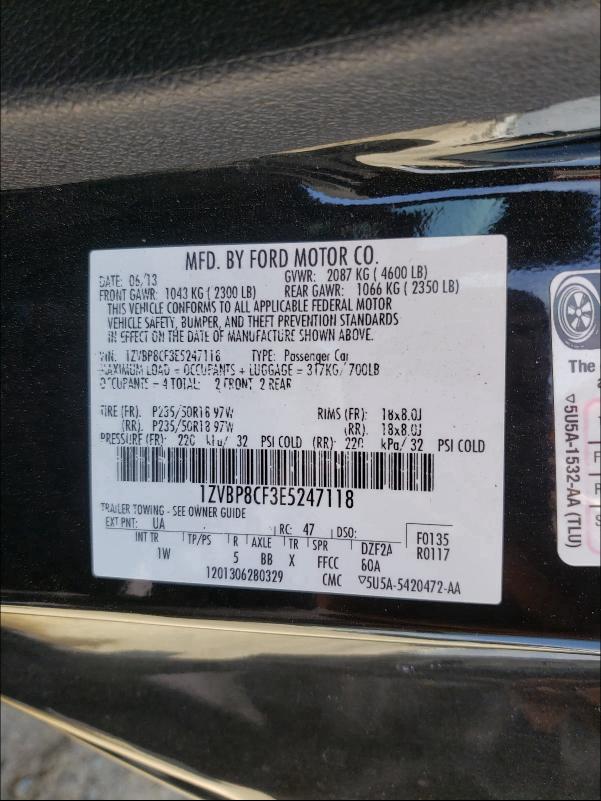 MFD. BY FORD MOTOR CO.
DATE: 06/13 GVWR: 2087 KG (4600 LB)
FRONT GAWR: 1043 KG (2300 LB) REAR GAWR: 1066 KG (2350 LB)
THIS VEHICLE CONFORMS TO ALL APPLICABLE FEDERAL MOTOR
VEHICLE SAFETY, BUMPER, AND THEFT PREVENTION STANDARDS
IN EFFECT ON THE DATE OF MANUFACTURE SHOWN ABOVE.
VIN: 1ZVBP8CF3E5247118 TYPE: Passenger Car
MAXIMUM LOAD = OCCUPANTS + LUGGAGE = 317KG/700LB
OCCUPANTS = 4 TOTAL: 2 FRONT, 2 REAR
TIRE (FR): P235/50R18 97W RIMS (FR): 18x8.0J
(RR): P235/50R18 97W (RR): 18x8.0J
PRESSURE (FR): 220 kPa/ 32 PSI COLD (RR): 220 kPa/ 32 PSI COLD
1ZVBP8CF3E5247118
TRAILER TOWING - SEE OWNER GUIDE
EXT PNT: UA RC: 47 DSO:
F0135
R0117
INT TR TP/PS R AXLE TR SPR DZF2A
1W 5 BB X FFCC 60A
1201306280329 CMC ▽5U5A-5420472-AA
The
▽5U5A-1532-AA (TLU)